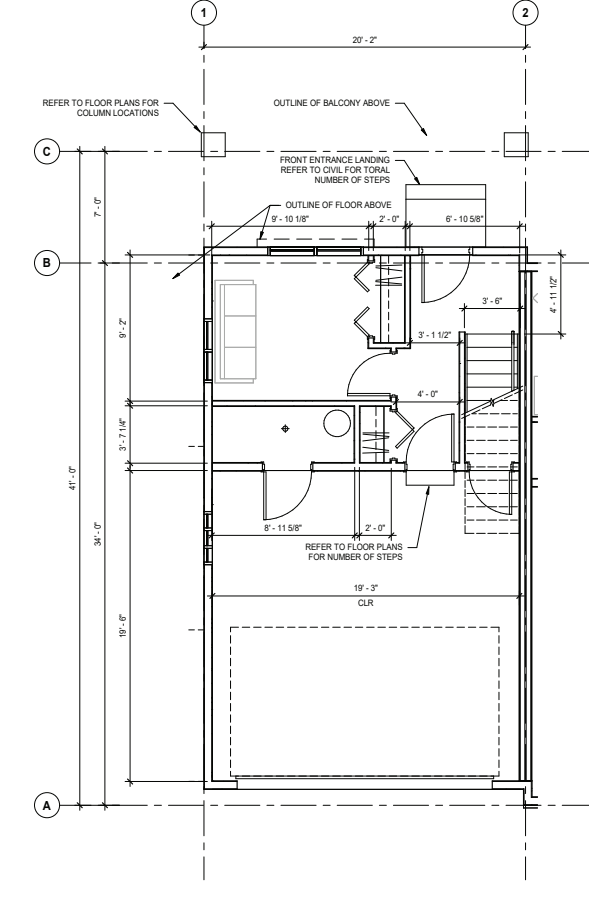 1
2
20' - 2"
REFER TO FLOOR PLANS FOR
COLUMN LOCATIONS
OUTLINE OF BALCONY ABOVE
C
FRONT ENTRANCE LANDING
REFER TO CIVIL FOR TORAL
NUMBER OF STEPS
7' - 0"
OUTLINE OF FLOOR ABOVE
9' - 10 1/8"
2' - 0"
6' - 10 5/8"
B
3' - 6"
4' - 11 1/2"
9' - 2"
3' - 1 1/2"
4' - 0"
3' - 7 1/4"
41' - 0"
34' - 0"
8' - 11 5/8"
2' - 0"
REFER TO FLOOR PLANS
FOR NUMBER OF STEPS
19' - 3"
CLR
19' - 6"
A